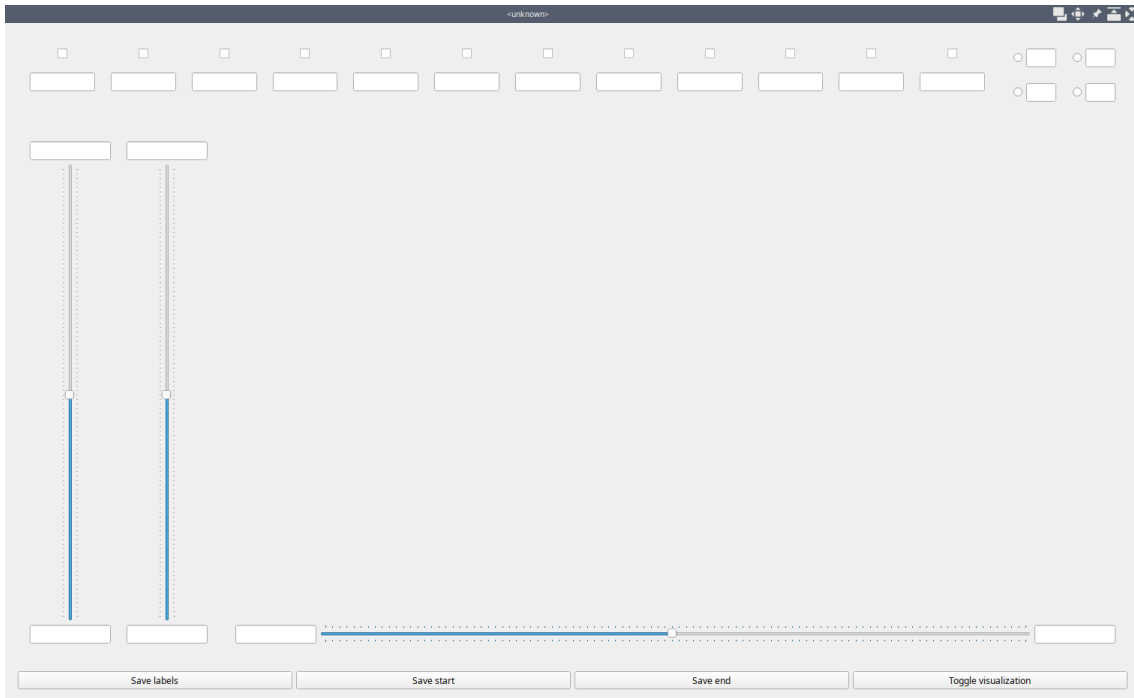 <unknown>
Save labels
Save start
Save end
Toggle visualization